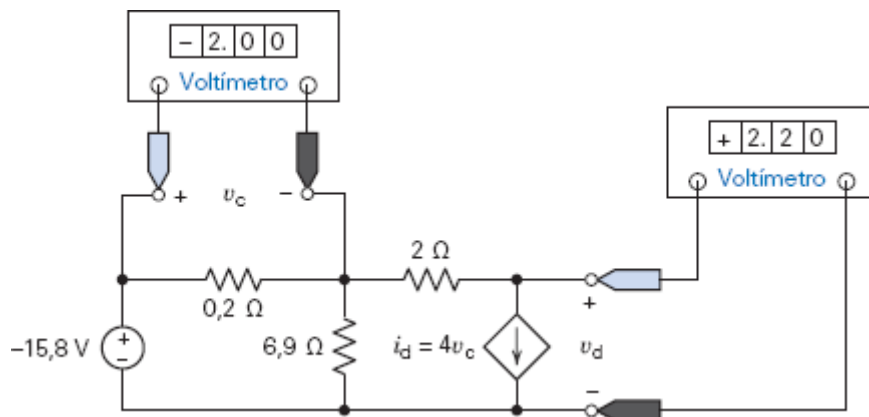 – 2. 0 0
Voltímetro
+ 2. 2 0
Voltímetro
+ v_c –
2 Ω
0,2 Ω
+
–15,8 V
+
–
6,9 Ω
i_d = 4v_c
v_d
–